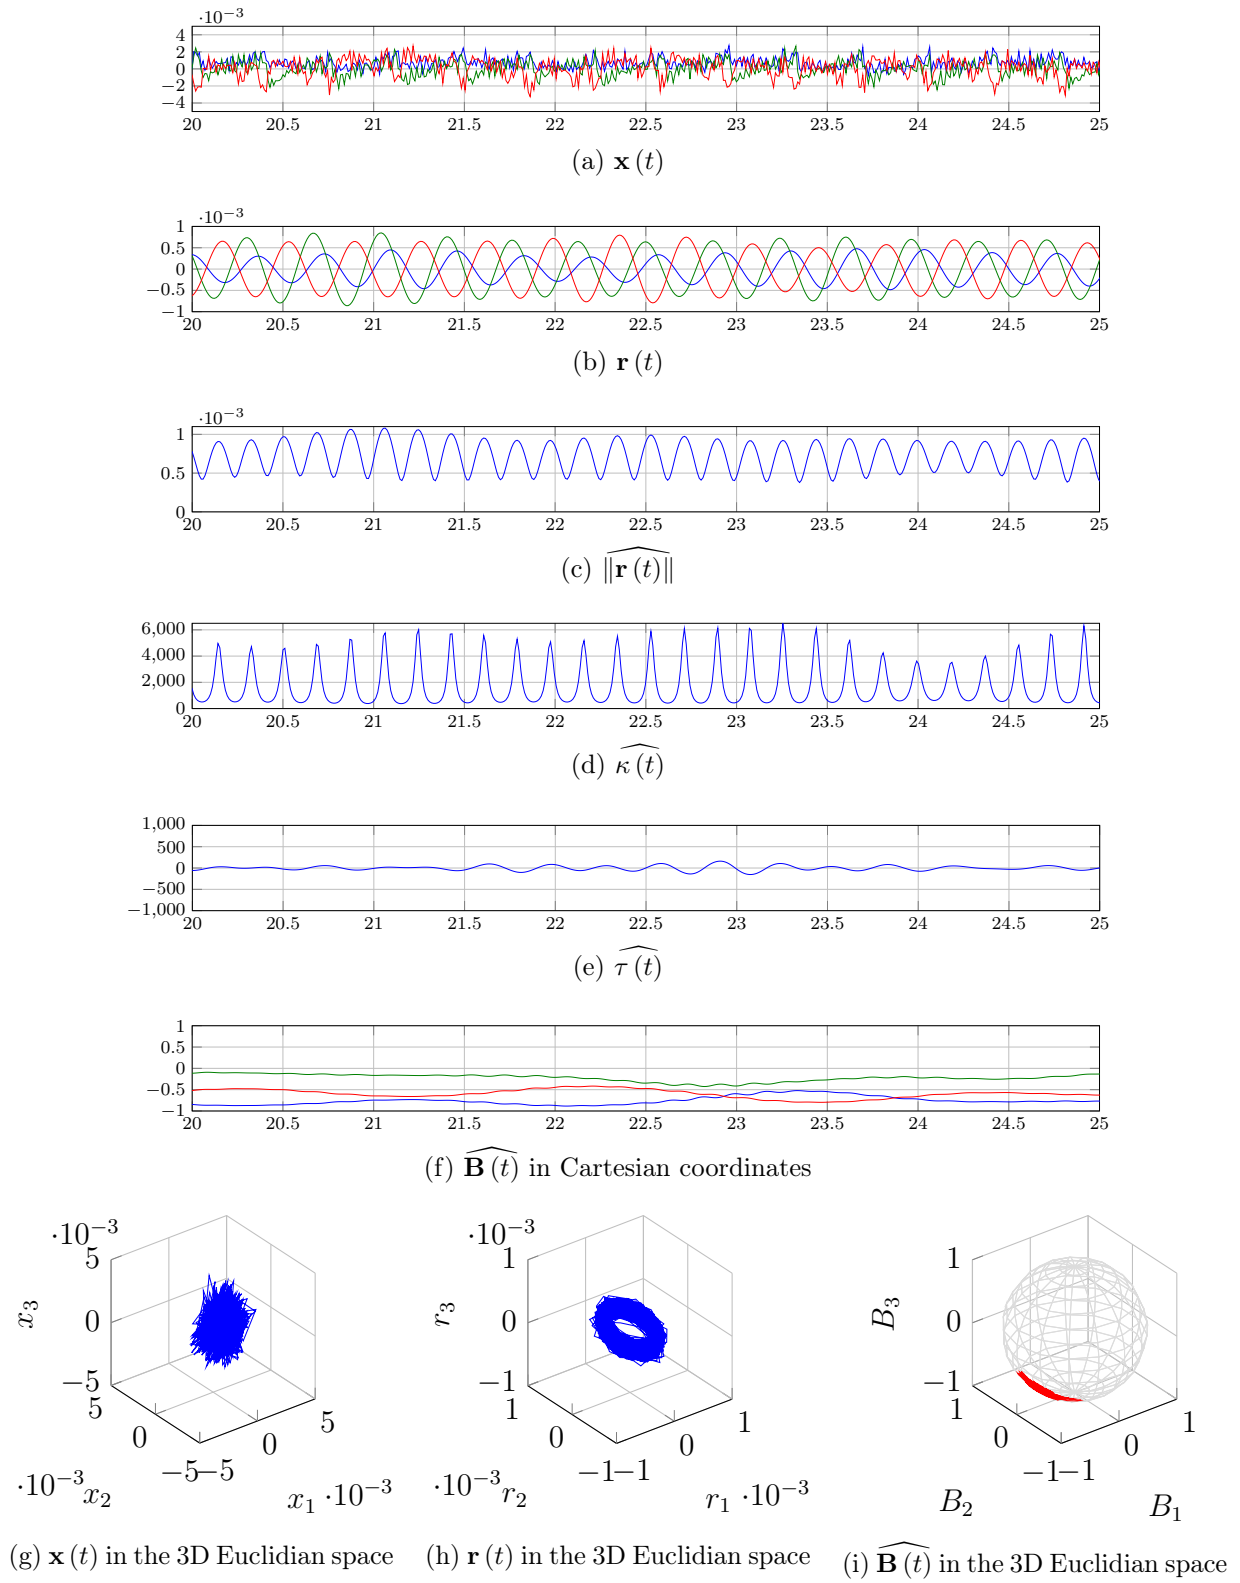 ·10⁻³
4
2
0
−2
−4
20 20.5 21 21.5 22 22.5 23 23.5 24 24.5 25
(a) x (t)
·10⁻³
1
0.5
0
−0.5
−1
20 20.5 21 21.5 22 22.5 23 23.5 24 24.5 25
(b) r (t)
·10⁻³
1
0.5
0
20 20.5 21 21.5 22 22.5 23 23.5 24 24.5 25
(c) ‖r (t)‖
6,000
4,000
2,000
0
20 20.5 21 21.5 22 22.5 23 23.5 24 24.5 25
(d) κ (t)
1,000
500
0
−500
−1,000
20 20.5 21 21.5 22 22.5 23 23.5 24 24.5 25
(e) τ (t)
1
0.5
0
−0.5
−1
20 20.5 21 21.5 22 22.5 23 23.5 24 24.5 25
(f) B (t) in Cartesian coordinates
·10⁻³
5
0
−5
x₃
5
0
−5
·10⁻³
x₂
−5
0
5
x₁ ·10⁻³
(g) x (t) in the 3D Euclidian space
·10⁻³
1
0
−1
r₃
1
0
−1
·10⁻³
r₂
−1
0
1
r₁ ·10⁻³
(h) r (t) in the 3D Euclidian space
1
0
−1
B₃
1
0
−1
B₂
−1
0
1
B₁
(i) B (t) in the 3D Euclidian space